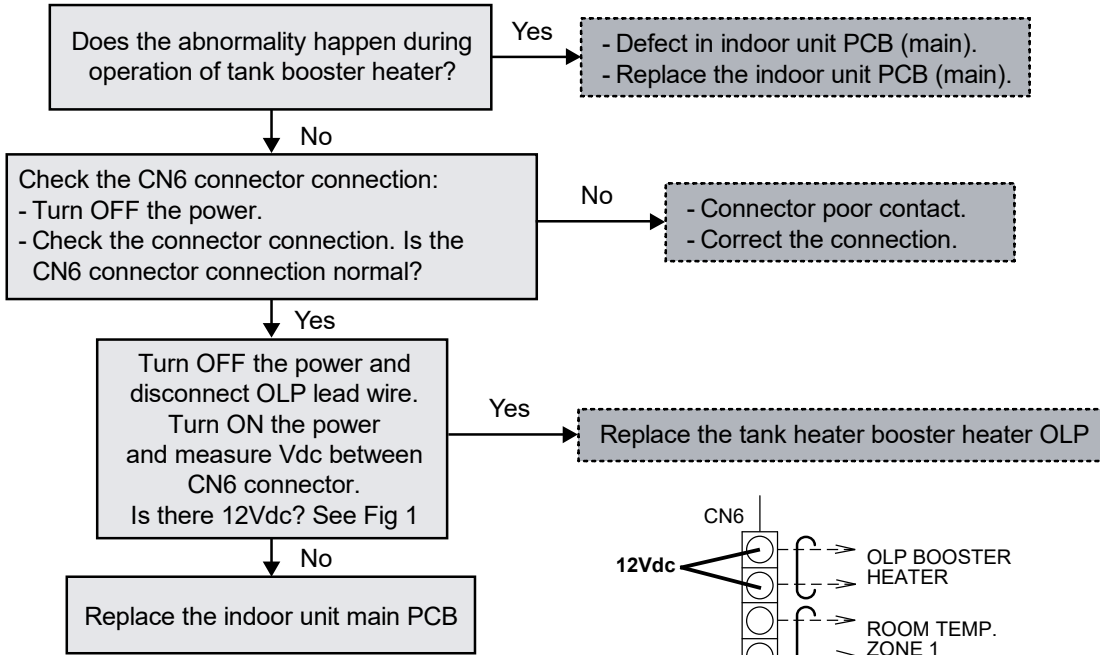 Does the abnormality happen during
operation of tank booster heater?
Yes
- Defect in indoor unit PCB (main).
- Replace the indoor unit PCB (main).
No
Check the CN6 connector connection:
- Turn OFF the power.
- Check the connector connection. Is the
CN6 connector connection normal?
No
- Connector poor contact.
- Correct the connection.
Yes
Turn OFF the power and
disconnect OLP lead wire.
Turn ON the power
and measure Vdc between
CN6 connector.
Is there 12Vdc? See Fig 1
Yes
Replace the tank heater booster heater OLP
No
Replace the indoor unit main PCB
CN6
12Vdc
OLP BOOSTER
HEATER
ROOM TEMP.
ZONE 1